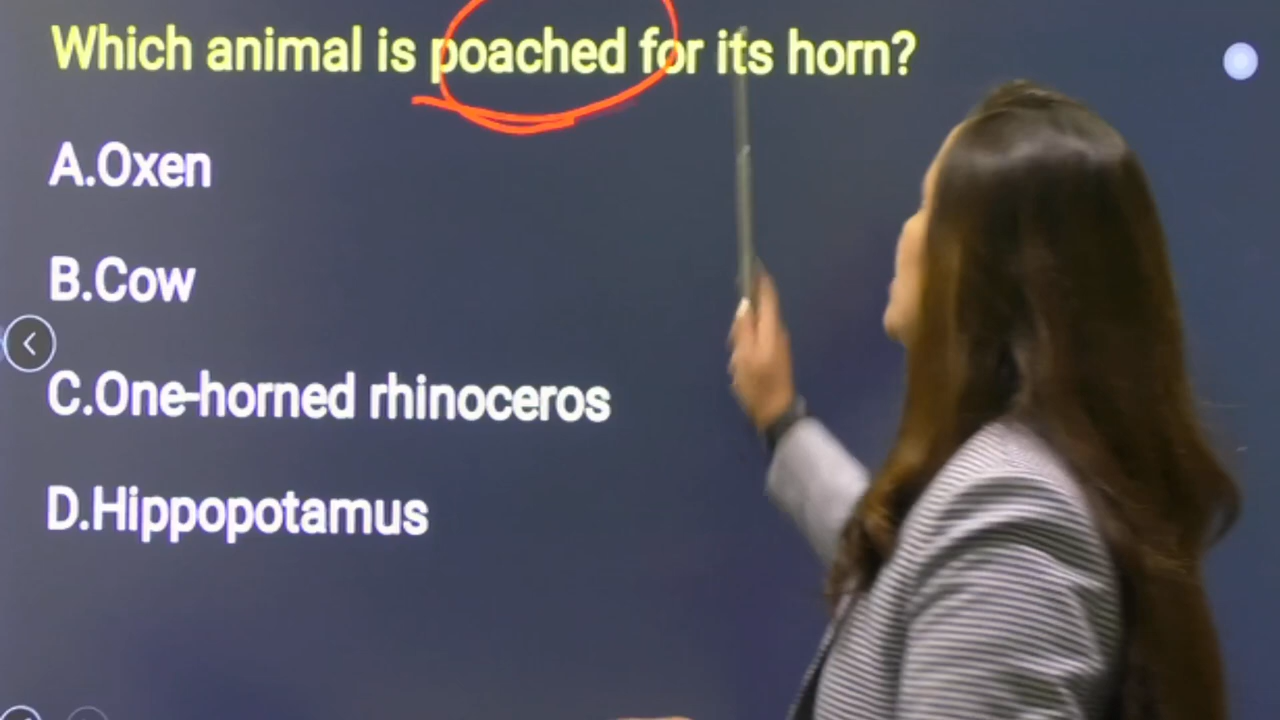 Which animal is poached for its horn?
A.Oxen
B.Cow
C.One-horned rhinoceros
D.Hippopotamus